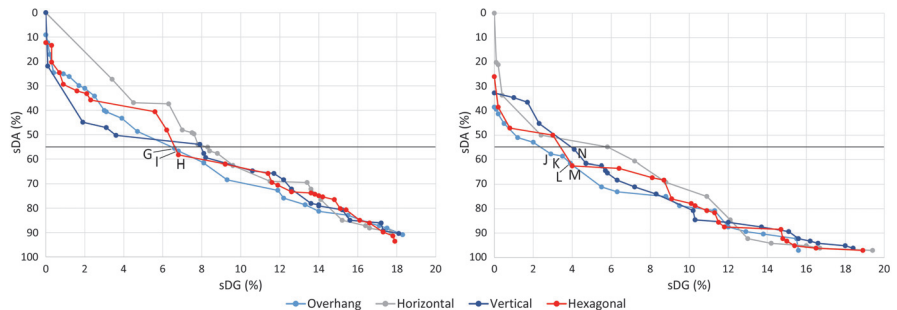 0
10
20
30
40
50
60
70
80
90
100
sDA (%)
G
I
H
0 2 4 6 8 10 12 14 16 18 20
sDG (%)
0
10
20
30
40
50
60
70
80
90
100
sDA (%)
J
K
N
L
M
0 2 4 6 8 10 12 14 16 18 20
sDG (%)
Overhang Horizontal Vertical Hexagonal